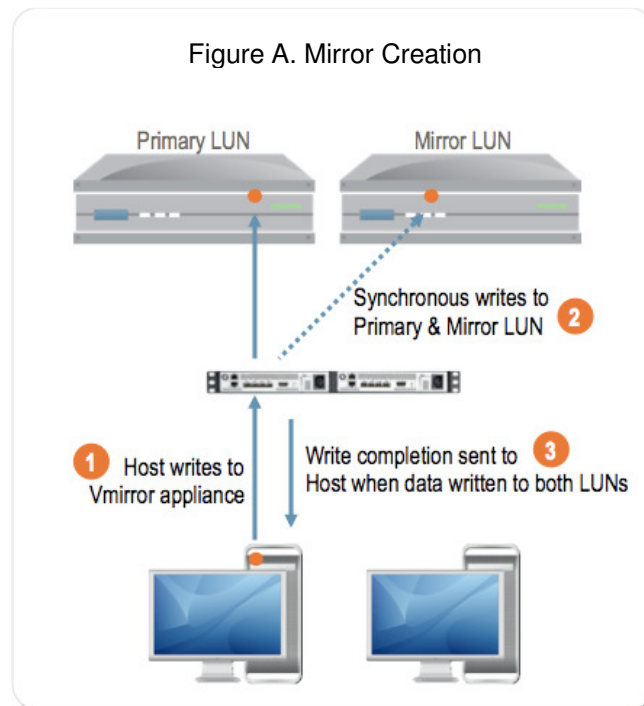 Figure A. Mirror Creation
Primary LUN
Mirror LUN
Synchronous writes to
Primary & Mirror LUN
2
1
Host writes to
Vmirror appliance
Write completion sent to
Host when data written to both LUNs
3